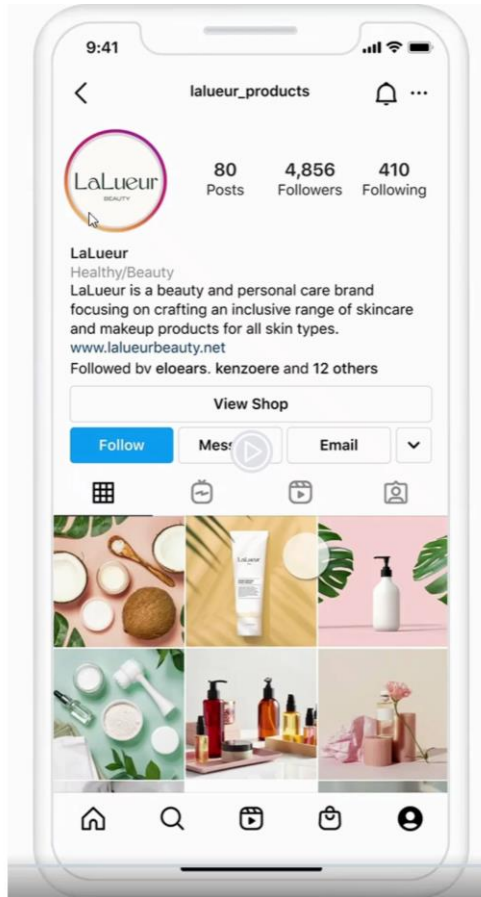 9:41
lalueur_products
LaLueur
BEAUTY
80
Posts
4,856
Followers
410
Following
LaLueur
Healthy/Beauty
LaLueur is a beauty and personal care brand
focusing on crafting an inclusive range of skincare
and makeup products for all skin types.
www.lalueurbeauty.net
Followed by eloears, kenzoere and 12 others
View Shop
Follow
Email
LaLueur